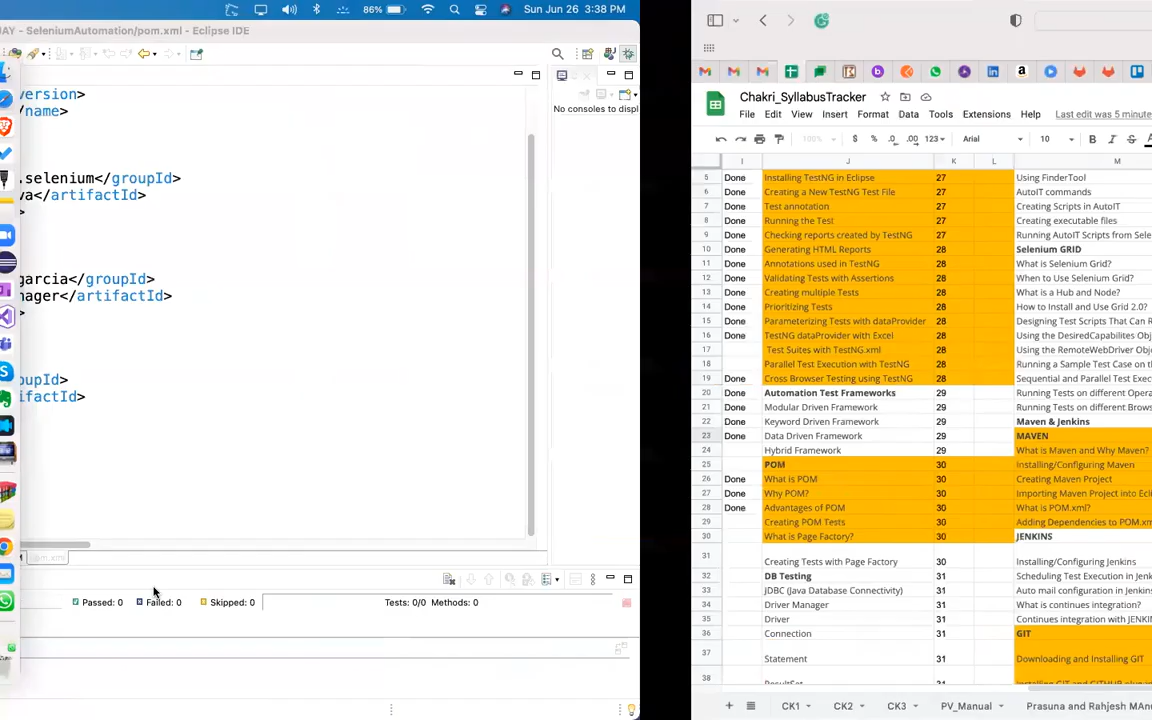 86%
Sun Jun 26 3:38 PM
AY - SeleniumAutomation/pom.xml - Eclipse IDE
version>
/name>
.selenium</groupId>
va</artifactId>
>
garcia</groupId>
nager</artifactId>
>
oupId>
ifactId>
No consoles to displ
Passed: 0
Failed: 0
Skipped: 0
Tests: 0/0 Methods: 0
Chakri_SyllabusTracker
File Edit View Insert Format Data Tools Extensions Help Last edit was 5 minute
100% $ % .0 .00 123 Arial 10 B I S A
I J K L M
5 Done Installing TestNG in Eclipse 27 Using FinderTool
6 Done Creating a New TestNG Test File 27 AutoIT commands
7 Done Test annotation 27 Creating Scripts in AutoIT
8 Done Running the Test 27 Creating executable files
9 Done Checking reports created by TestNG 27 Running AutoIT Scripts from Sele
10 Done Generating HTML Reports 28 Selenium GRID
11 Done Annotations used in TestNG 28 What is Selenium Grid?
12 Done Validating Tests with Assertions 28 When to Use Selenium Grid?
13 Done Creating multiple Tests 28 What is a Hub and Node?
14 Done Prioritizing Tests 28 How to Install and Use Grid 2.0?
15 Done Parameterizing Tests with dataProvider 28 Designing Test Scripts That Can R
16 Done TestNG dataProvider with Excel 28 Using the DesiredCapabilites Obj
17 Test Suites with TestNG.xml 28 Using the RemoteWebDriver Obj
18 Parallel Test Execution with TestNG 28 Running a Sample Test Case on th
19 Done Cross Browser Testing using TestNG 28 Sequential and Parallel Test Exec
20 Done Automation Test Frameworks 29 Running Tests on different Opera
21 Done Modular Driven Framework 29 Running Tests on different Brows
22 Done Keyword Driven Framework 29 Maven & Jenkins
23 Done Data Driven Framework 29 MAVEN
24 Hybrid Framework 29 What is Maven and Why Maven?
25 POM 30 Installing/Configuring Maven
26 Done What is POM 30 Creating Maven Project
27 Done Why POM? 30 Importing Maven Project into Ecli
28 Done Advantages of POM 30 What is POM.xml?
29 Creating POM Tests 30 Adding Dependencies to POM.xm
30 What is Page Factory? 30 JENKINS
31 Creating Tests with Page Factory 30 Installing/Configuring Jenkins
32 DB Testing 31 Scheduling Test Execution in Jenk
33 JDBC (Java Database Connectivity) 31 Auto mail configuration in Jenkins
34 Driver Manager 31 What is continues integration?
35 Driver 31 Continues integration with JENKI
36 Connection 31 GIT
37 Statement 31 Downloading and Installing GIT
38 ResultSet 31
CK1 CK2 CK3 PV_Manual Prasuna and Rahjesh MAn